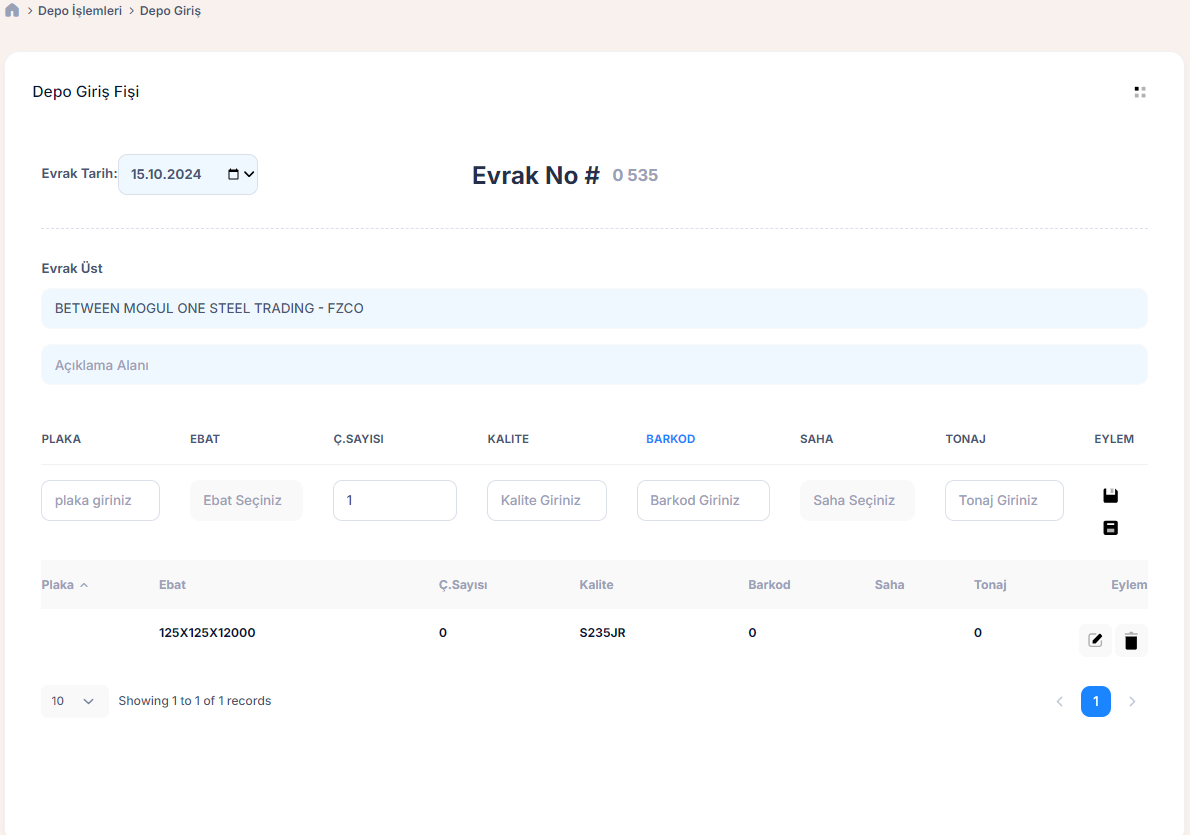 Depo İşlemleri > Depo Giriş
Depo Giriş Fişi
Evrak Tarih: 15.10.2024
Evrak No # 0 535
Evrak Üst
BETWEEN MOGUL ONE STEEL TRADING - FZCO
Açıklama Alanı
PLAKA EBAT Ç.SAYISI KALITE BARKOD SAHA TONAJ EYLEM
plaka giriniz Ebat Seçiniz 1 Kalite Giriniz Barkod Giriniz Saha Seçiniz Tonaj Giriniz
Plaka Ebat Ç.Sayısı Kalite Barkod Saha Tonaj Eylem
125X125X12000 0 S235JR 0 0
10 Showing 1 to 1 of 1 records 1